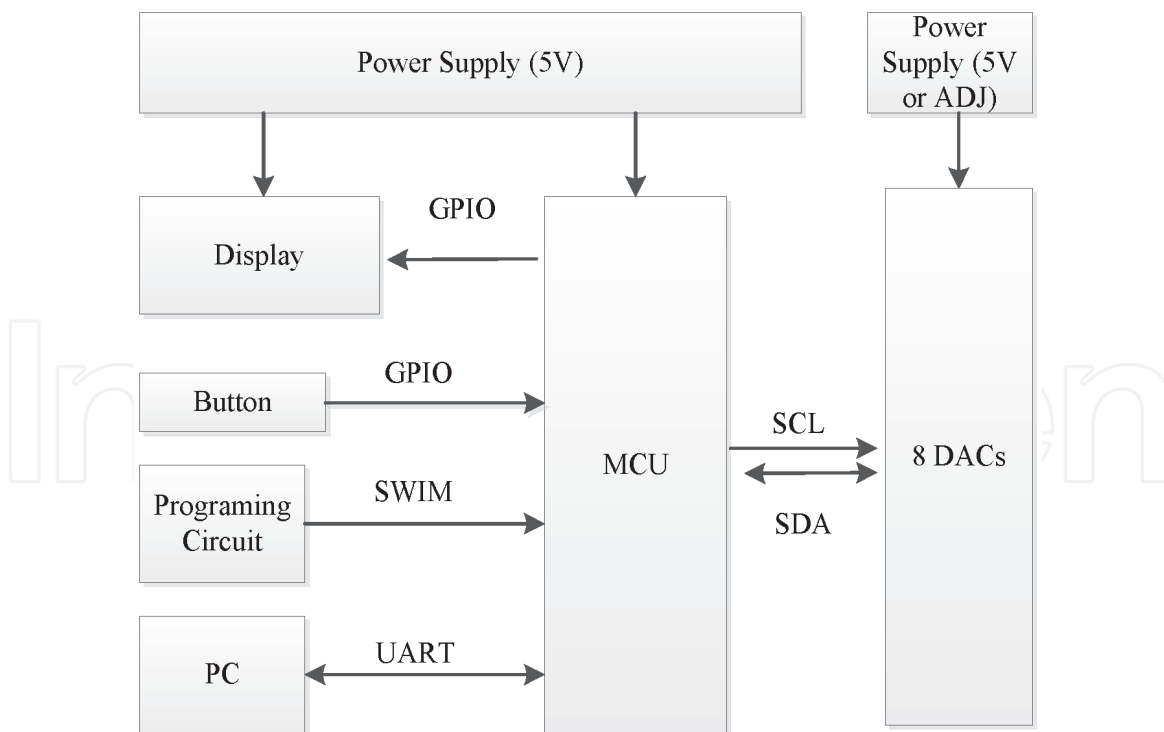 Power Supply (5V)
Power
Supply (5V
or ADJ)
GPIO
Display
GPIO
Button
SCL
MCU
8 DACs
SWIM
Programing
Circuit
SDA
UART
PC